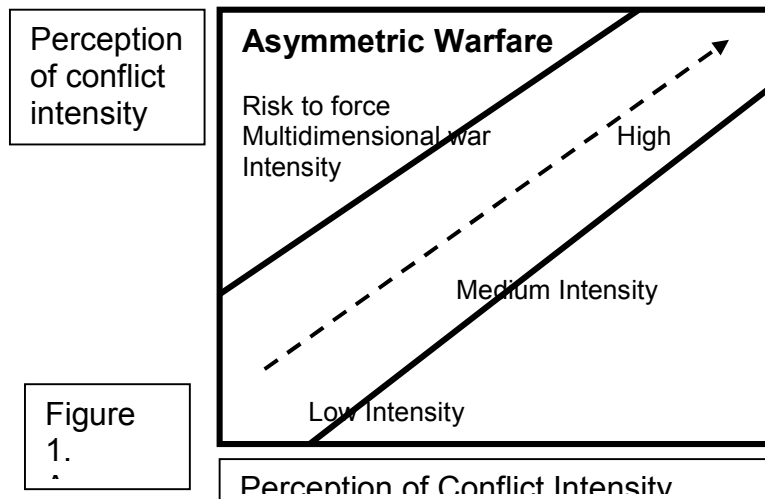 Perception
of conflict
intensity
Asymmetric Warfare
Risk to force
Multidimensional war
Intensity
High
Medium Intensity
Low Intensity
Figure
1.
Perception of Conflict Intensity